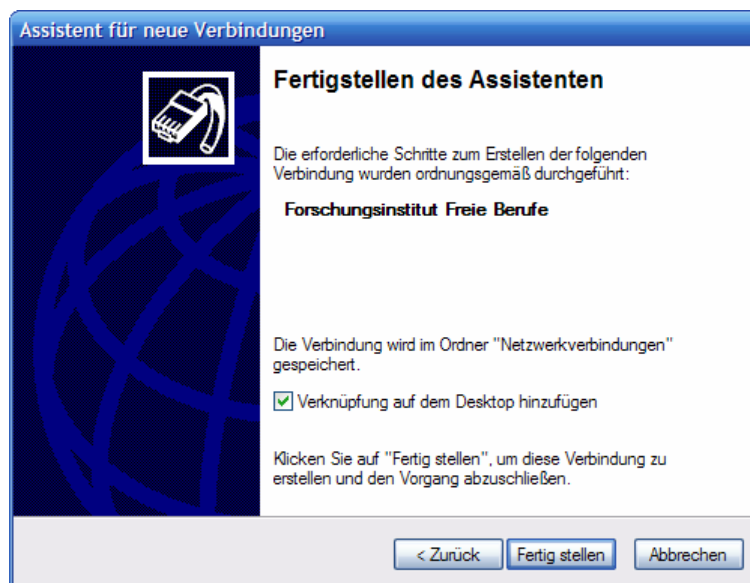 Assistent für neue Verbindungen
Fertigstellen des Assistenten
Die erforderliche Schritte zum Erstellen der folgenden
Verbindung wurden ordnungsgemäß durchgeführt:
Forschungsinstitut Freie Berufe
Die Verbindung wird im Ordner "Netzwerkverbindungen"
gespeichert.
Verknüpfung auf dem Desktop hinzufügen
Klicken Sie auf "Fertig stellen", um diese Verbindung zu
erstellen und den Vorgang abzuschließen.
< Zurück Fertig stellen Abbrechen